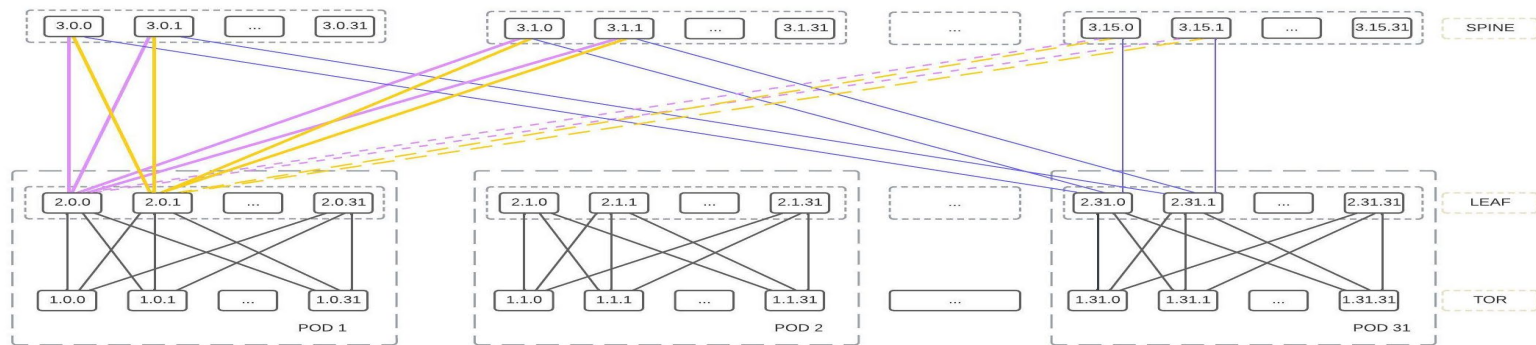 3.0.0 3.0.1 ... 3.0.31 3.1.0 3.1.1 ... 3.1.31 ... 3.15.0 3.15.1 ... 3.15.31 SPINE
2.0.0 2.0.1 ... 2.0.31 2.1.0 2.1.1 ... 2.1.31 ... 2.31.0 2.31.1 ... 2.31.31 LEAF
1.0.0 1.0.1 ... 1.0.31 1.1.0 1.1.1 ... 1.1.31 ... 1.31.0 1.31.1 ... 1.31.31 TOR
POD 1 POD 2 POD 31